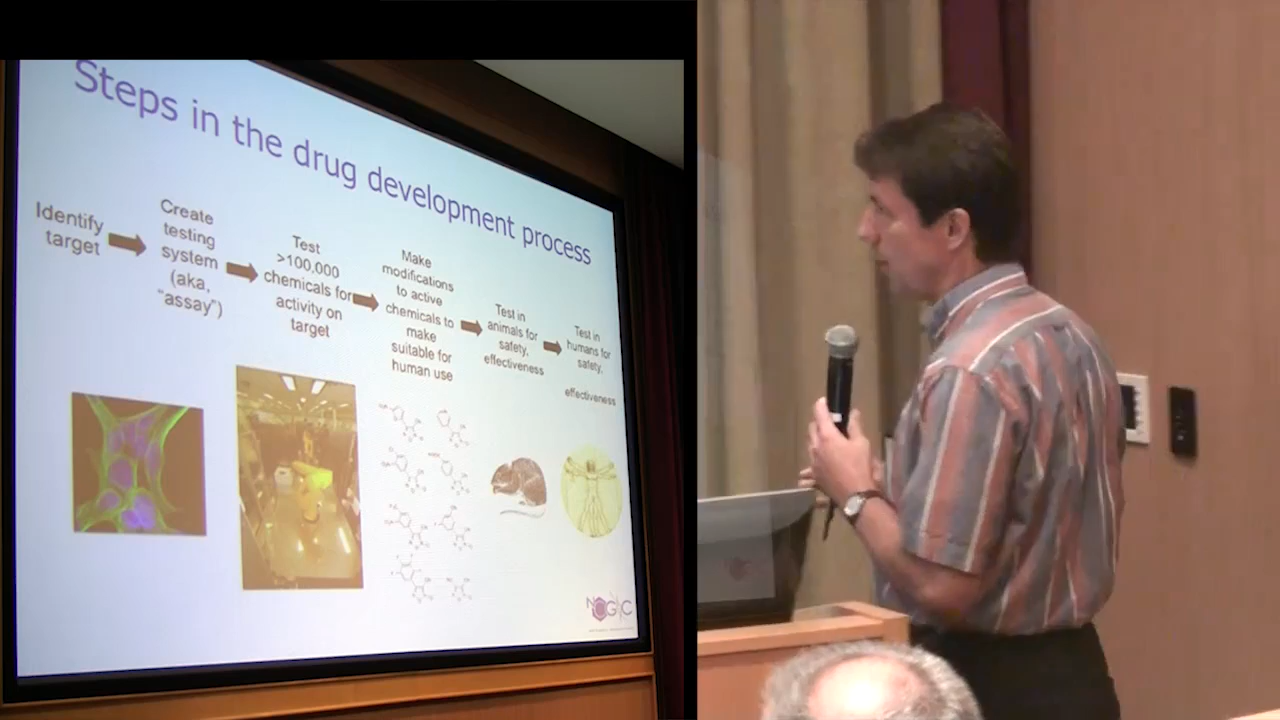 Steps in the drug development process
Identify
target
Create
testing
system
(aka,
“assay”)
Test
>100,000
chemicals for
activity on
target
Make
modifications
to active
chemicals to
make
suitable for
human use
Test in
animals for
safety,
effectiveness
Test in
humans for
safety,
effectiveness